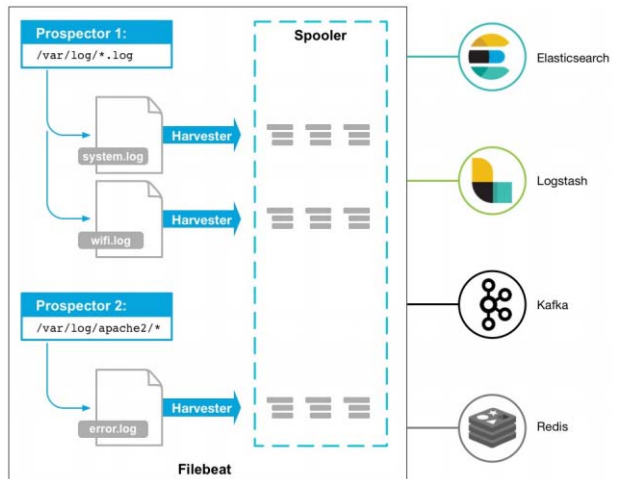 Prospector 1:
/var/log/*.log
Spooler
Elasticsearch
system.log
Harvester
Logstash
wifi.log
Harvester
Prospector 2:
/var/log/apache2/*
Kafka
error.log
Harvester
Redis
Filebeat